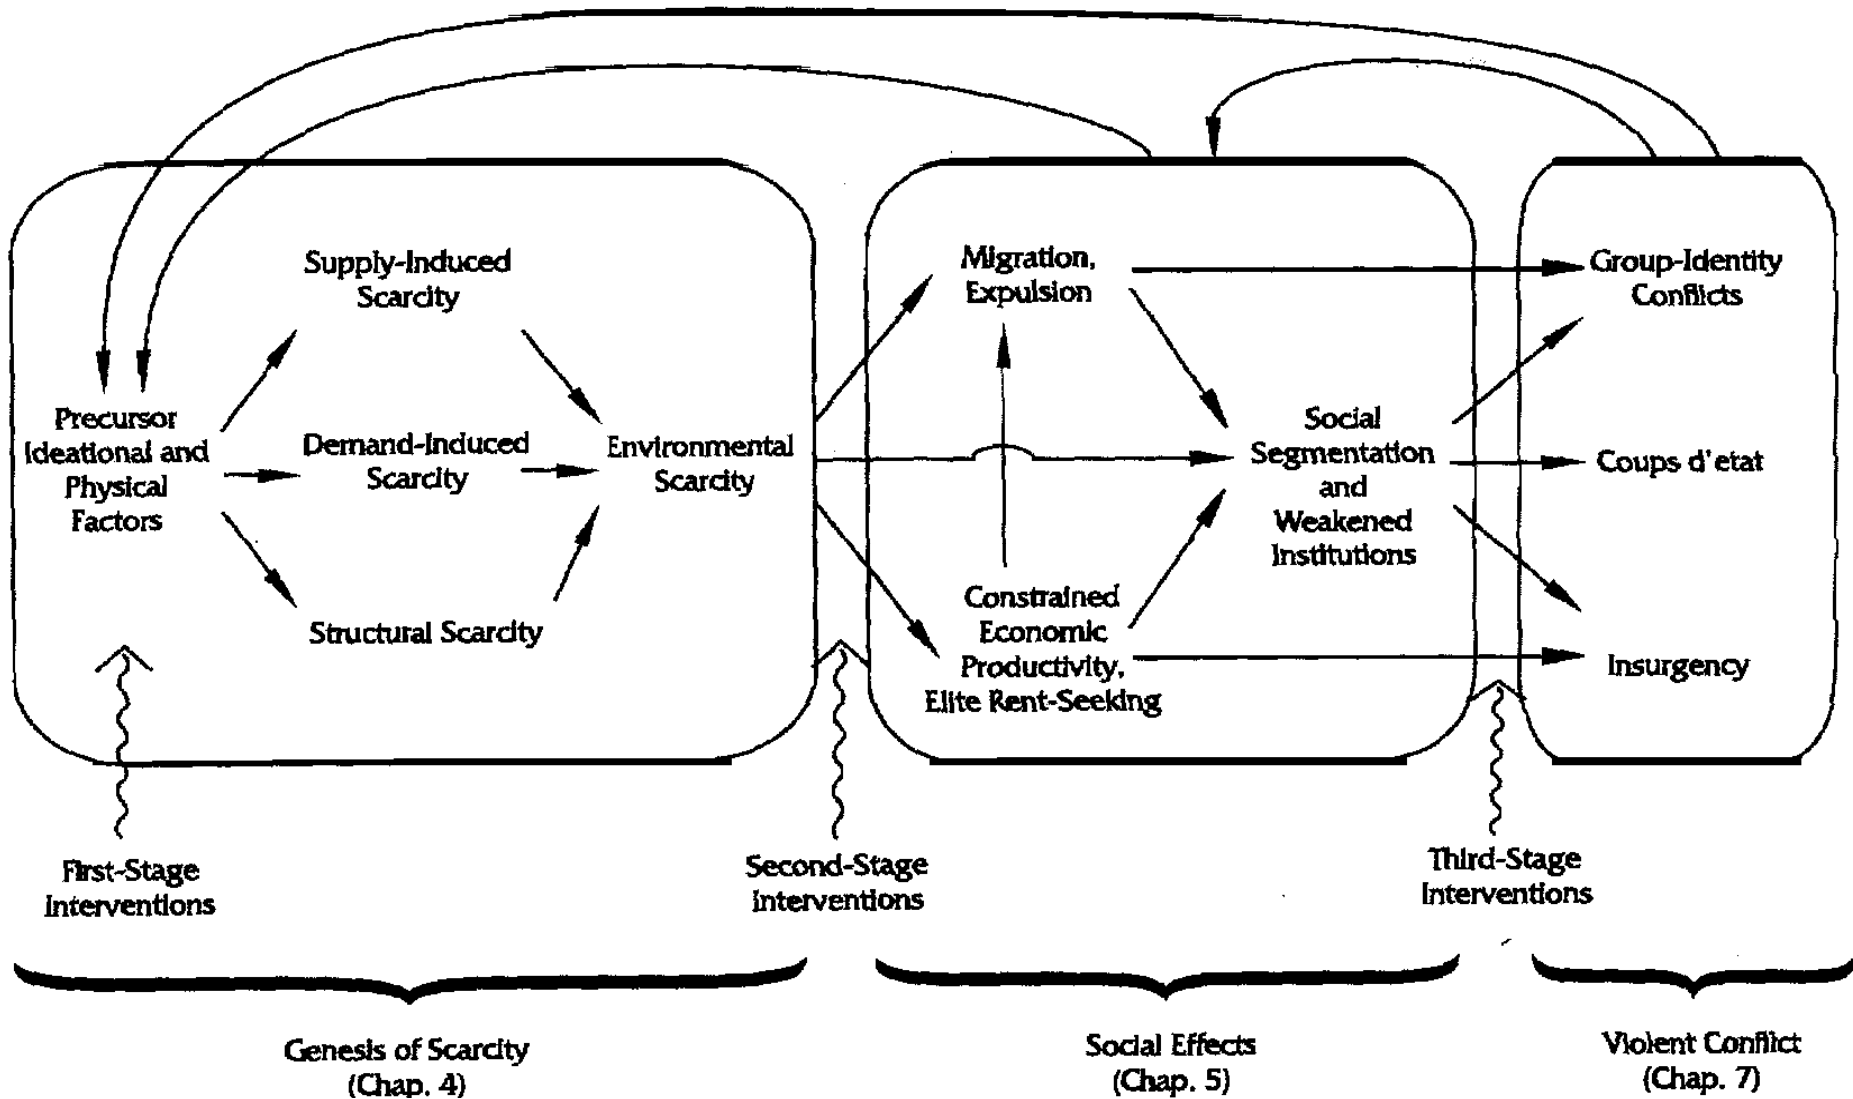 Supply-Induced
Scarcity
Precursor
Ideational and
Physical
Factors
Demand-Induced
Scarcity
Environmental
Scarcity
Structural Scarcity
Migration,
Expulsion
Social
Segmentation
and
Weakened
Institutions
Constrained
Economic
Productivity,
Elite Rent-Seeking
Group-Identity
Conflicts
Coups d'etat
Insurgency
First-Stage
Interventions
Second-Stage
Interventions
Third-Stage
Interventions
Genesis of Scarcity
(Chap. 4)
Social Effects
(Chap. 5)
Violent Conflict
(Chap. 7)